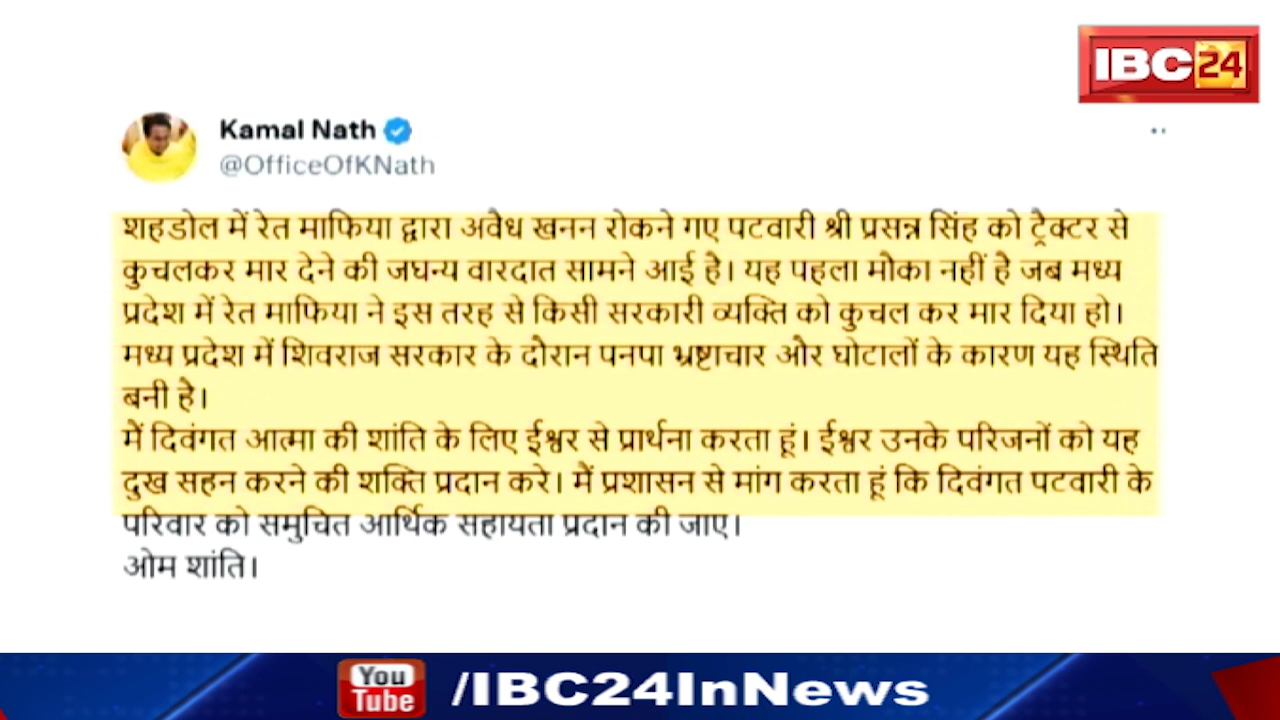 IBC24
Kamal Nath
@OfficeOfKNath
शहडोल में रेत माफिया द्वारा अवैध खनन रोकने गए पटवारी श्री प्रसन्न सिंह को ट्रैक्टर से
कुचलकर मार देने की जघन्य वारदात सामने आई है। यह पहला मौका नहीं है जब मध्य
प्रदेश में रेत माफिया ने इस तरह से किसी सरकारी व्यक्ति को कुचल कर मार दिया हो।
मध्य प्रदेश में शिवराज सरकार के दौरान पनपा भ्रष्टाचार और घोटालों के कारण यह स्थिति
बनी है।
मैं दिवंगत आत्मा की शांति के लिए ईश्वर से प्रार्थना करता हूं। ईश्वर उनके परिजनों को यह
दुख सहन करने की शक्ति प्रदान करे। मैं प्रशासन से मांग करता हूं कि दिवंगत पटवारी के
परिवार को समुचित आर्थिक सहायता प्रदान की जाए।
ओम शांति।
You
Tube
/IBC24InNews